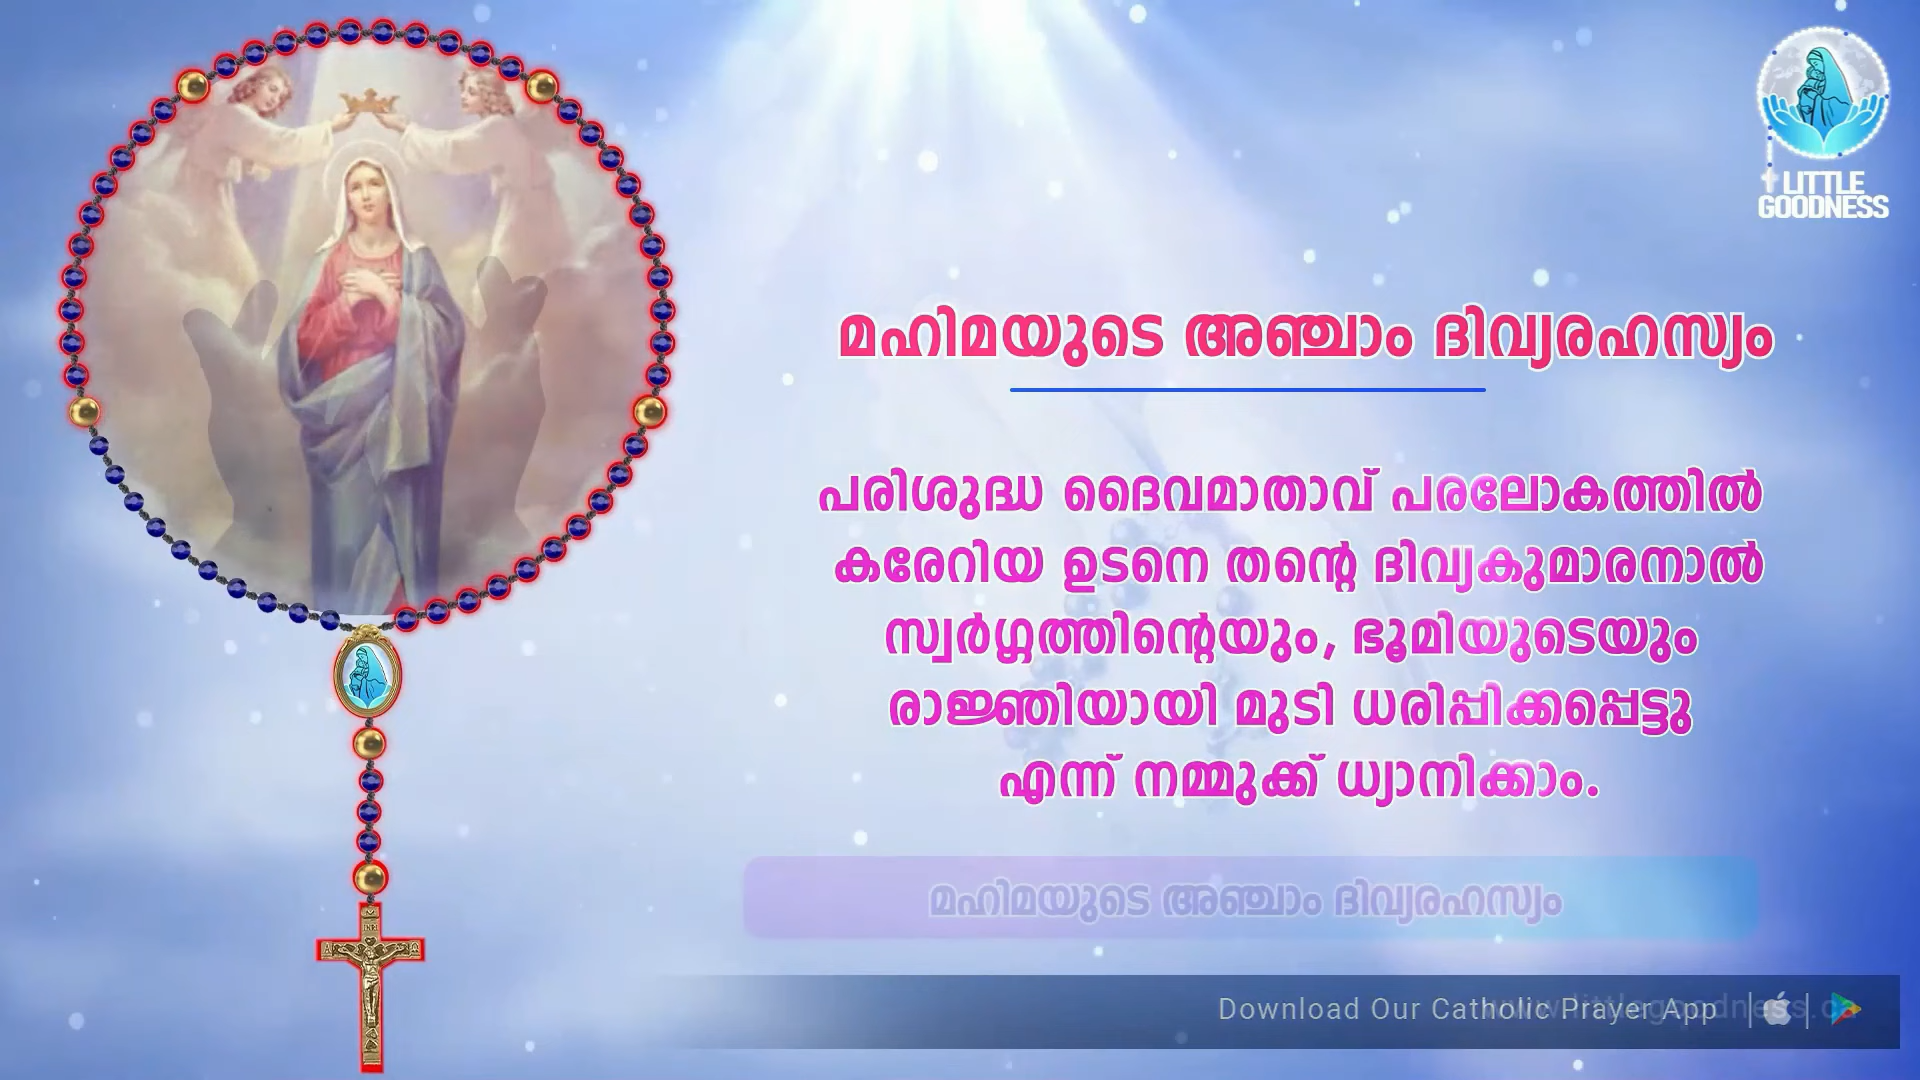 LITTLE
GOODNESS
മഹിമയുടെ അഞ്ചാം ദിവ്യരഹസ്യം
പരിശുദ്ധ ദൈവമാതാവ് പരലോകത്തിൽ
കരേറിയ ഉടനെ തന്റെ ദിവ്യകുമാരനാൽ
സ്വർഗ്ഗത്തിന്റെയും, ഭൂമിയുടെയും
രാജ്ഞിയായി മുടി ധരിപ്പിക്കപ്പെട്ടു
എന്ന് നമ്മുക്ക് ധ്യാനിക്കാം.
മഹിമയുടെ അഞ്ചാം ദിവ്യരഹസ്യം
INRI
Download Our Catholic Prayer App